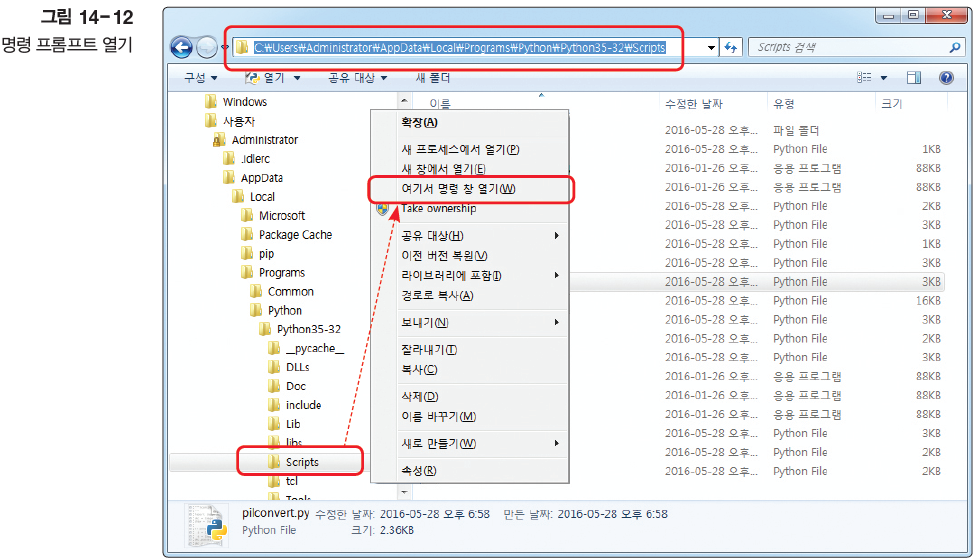 그림 14-12
명령 프롬프트 열기
C:₩Users₩Administrator₩AppData₩Local₩Programs₩Python₩Python35-32₩Scripts
Scripts 검색
구성 열기 공유 대상 새 폴더
Windows
사용자
Administrator
.idlerc
AppData
Local
Microsoft
Package Cache
pip
Programs
Common
Python
Python35-32
__pycache__
DLLs
Doc
include
Lib
libs
Scripts
tcl
Tools
확장(A)
새 프로세스에서 열기(P)
새 창에서 열기(E)
여기서 명령 창 열기(W)
Take ownership
공유 대상(H)
이전 버전 복원(V)
라이브러리에 포함(I)
경로로 복사(A)
보내기(N)
잘라내기(T)
복사(C)
삭제(D)
이름 바꾸기(M)
새로 만들기(W)
속성(R)
이름 수정한 날짜 유형 크기
2016-05-28 오후... 파일 폴더
2016-05-28 오후... Python File 1KB
2016-01-26 오후... 응용 프로그램 88KB
2016-01-26 오후... 응용 프로그램 88KB
2016-05-28 오후... Python File 2KB
2016-05-28 오후... Python File 3KB
2016-05-28 오후... Python File 1KB
2016-05-28 오후... Python File 3KB
2016-05-28 오후... Python File 3KB
2016-05-28 오후... Python File 16KB
2016-05-28 오후... Python File 3KB
2016-05-28 오후... Python File 2KB
2016-05-28 오후... Python File 3KB
2016-01-26 오후... 응용 프로그램 88KB
2016-01-26 오후... 응용 프로그램 88KB
2016-01-26 오후... 응용 프로그램 88KB
2016-05-28 오후... Python File 3KB
2016-05-28 오후... Python File 2KB
2016-05-28 오후... Python File 2KB
pilconvert.py 수정한 날짜: 2016-05-28 오후 6:58 만든 날짜: 2016-05-28 오후 6:58
Python File 크기: 2.36KB